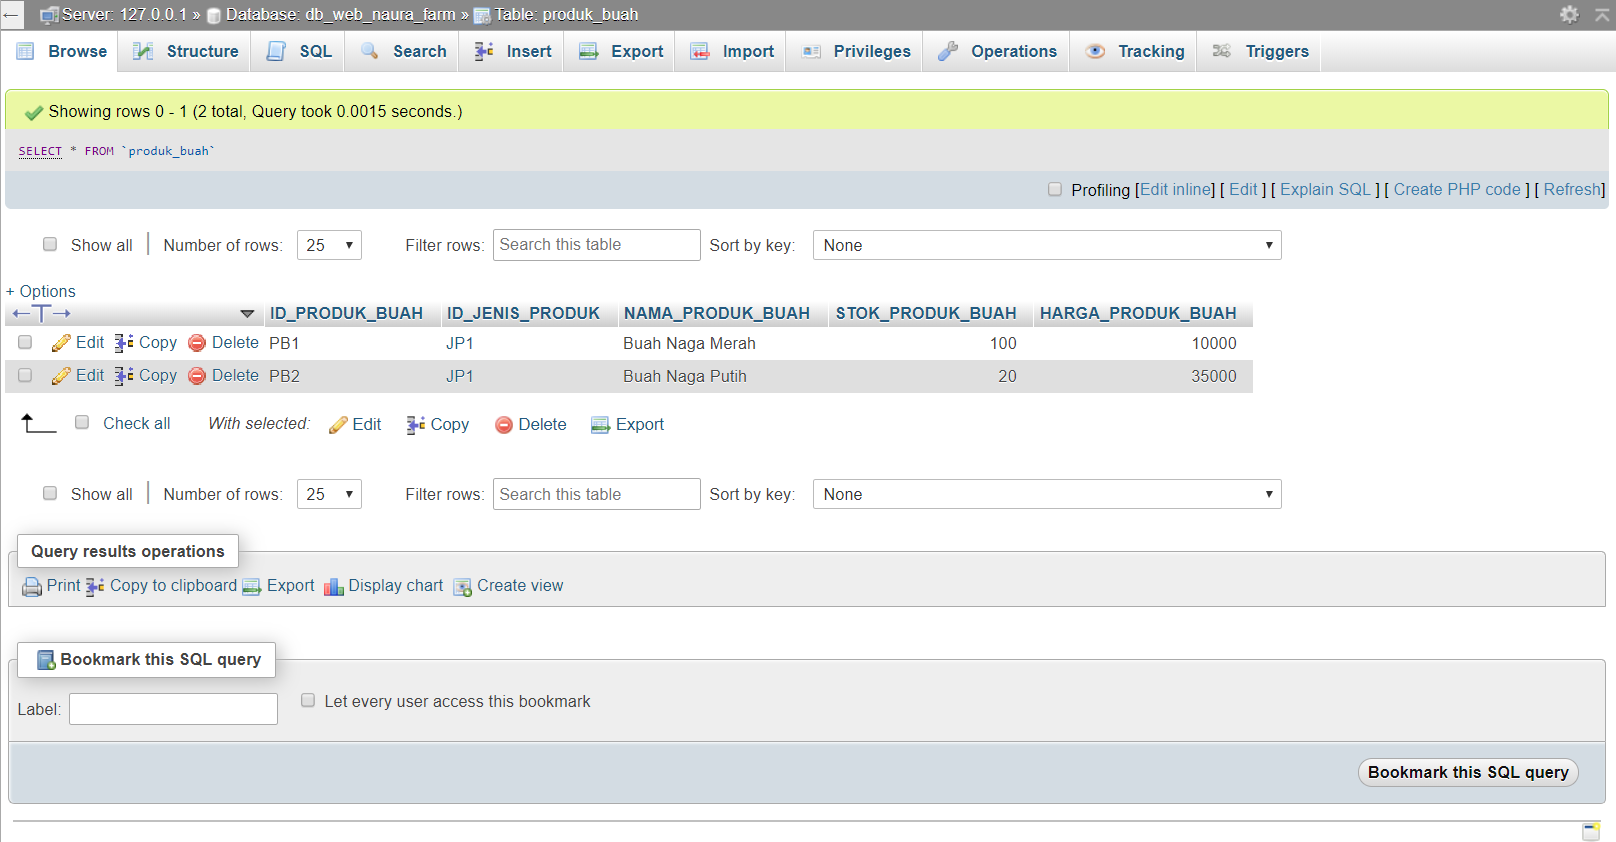 Server: 127.0.0.1 » Database: db_web_naura_farm » Table: produk_buah
Browse Structure SQL Search Insert Export Import Privileges Operations Tracking Triggers
Showing rows 0 - 1 (2 total, Query took 0.0015 seconds.)
SELECT * FROM `produk_buah`
Profiling [Edit inline] [ Edit ] [ Explain SQL ] [ Create PHP code ] [ Refresh]
Show all Number of rows: 25 Filter rows: Search this table Sort by key: None
+ Options
ID_PRODUK_BUAH ID_JENIS_PRODUK NAMA_PRODUK_BUAH STOK_PRODUK_BUAH HARGA_PRODUK_BUAH
Edit Copy Delete PB1 JP1 Buah Naga Merah 100 10000
Edit Copy Delete PB2 JP1 Buah Naga Putih 20 35000
Check all With selected: Edit Copy Delete Export
Show all Number of rows: 25 Filter rows: Search this table Sort by key: None
Query results operations
Print Copy to clipboard Export Display chart Create view
Bookmark this SQL query
Label: Let every user access this bookmark
Bookmark this SQL query